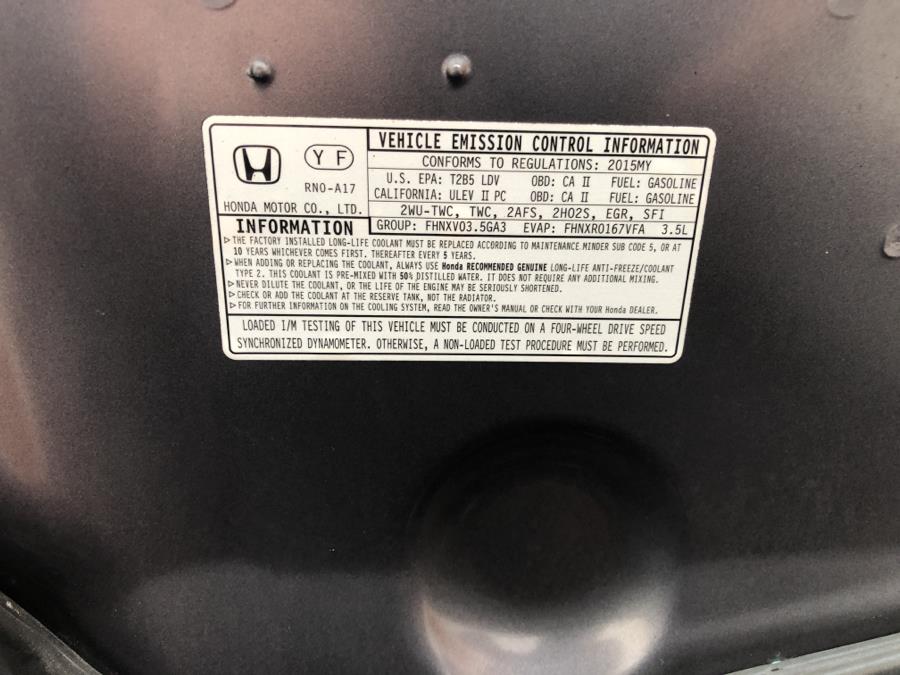 Y F
RNO-A17
HONDA MOTOR CO., LTD.
VEHICLE EMISSION CONTROL INFORMATION
CONFORMS TO REGULATIONS: 2015MY
U.S. EPA: T2B5 LDV OBD: CA II FUEL: GASOLINE
CALIFORNIA: ULEV II PC OBD: CA II FUEL: GASOLINE
2WU-TWC, TWC, 2AFS, 2HO2S, EGR, SFI
GROUP: FHNXV03.5GA3 EVAP: FHNXR0167VFA 3.5L
INFORMATION
▷THE FACTORY INSTALLED LONG-LIFE COOLANT MUST BE REPLACED ACCORDING TO MAINTENANCE MINDER SUB CODE 5, OR AT
10 YEARS WHICHEVER COMES FIRST. THEREAFTER EVERY 5 YEARS.
▷WHEN ADDING OR REPLACING THE COOLANT, ALWAYS USE Honda RECOMMENDED GENUINE LONG-LIFE ANTI-FREEZE/COOLANT
TYPE 2. THIS COOLANT IS PRE-MIXED WITH 50% DISTILLED WATER. IT DOES NOT REQUIRE ANY ADDITIONAL MIXING.
▷NEVER DILUTE THE COOLANT, OR THE LIFE OF THE ENGINE MAY BE SERIOUSLY SHORTENED.
▷CHECK OR ADD THE COOLANT AT THE RESERVE TANK, NOT THE RADIATOR.
▷FOR FURTHER INFORMATION ON THE COOLING SYSTEM, READ THE OWNER'S MANUAL OR CHECK WITH YOUR Honda DEALER.
LOADED I/M TESTING OF THIS VEHICLE MUST BE CONDUCTED ON A FOUR-WHEEL DRIVE SPEED
SYNCHRONIZED DYNAMOMETER. OTHERWISE, A NON-LOADED TEST PROCEDURE MUST BE PERFORMED.